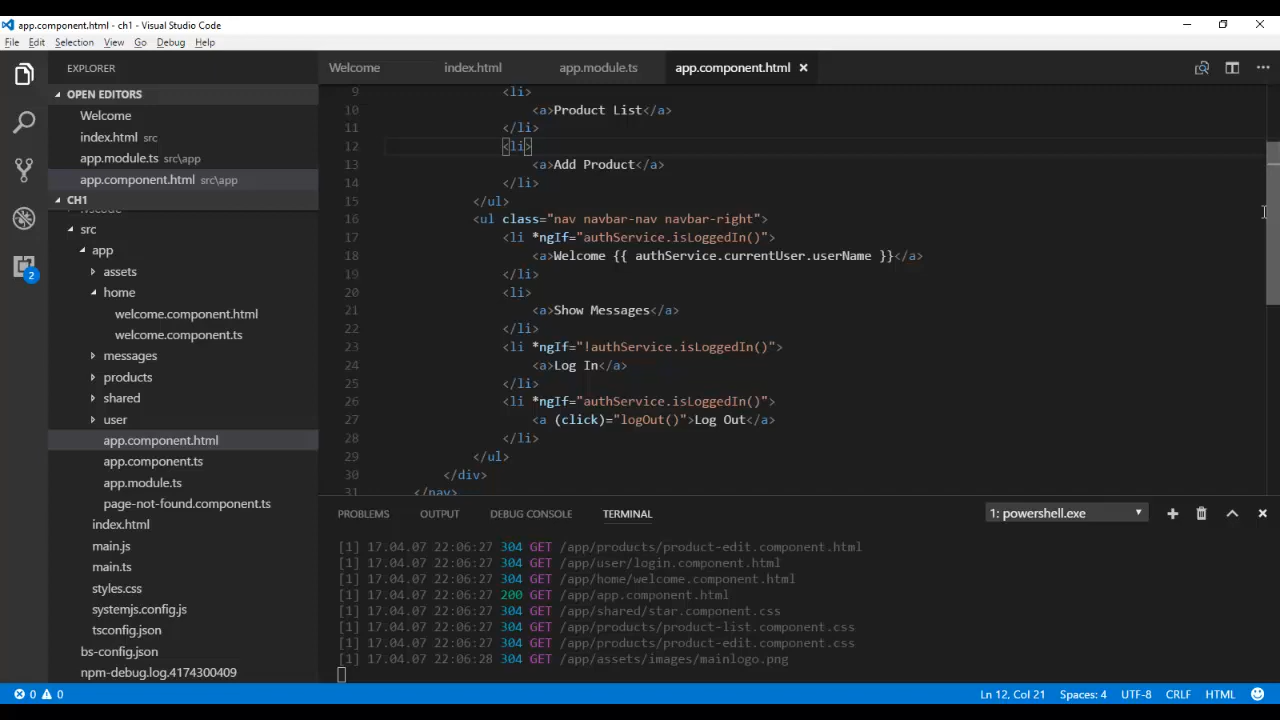 app.component.html - ch1 - Visual Studio Code
File Edit Selection View Go Debug Help
EXPLORER
Welcome index.html app.module.ts app.component.html
OPEN EDITORS
Welcome
index.html src
app.module.ts src\app
app.component.html src\app
CH1
src
app
assets
home
welcome.component.html
welcome.component.ts
messages
products
shared
user
app.component.html
app.component.ts
app.module.ts
page-not-found.component.ts
index.html
main.js
main.ts
styles.css
systemjs.config.js
tsconfig.json
bs-config.json
npm-debug.log.4174300409
2
9 <li>
10 <a>Product List</a>
11 </li>
12 <li>
13 <a>Add Product</a>
14 </li>
15 </ul>
16 <ul class="nav navbar-nav navbar-right">
17 <li *ngIf="authService.isLoggedIn()">
18 <a>Welcome {{ authService.currentUser.userName }}</a>
19 </li>
20 <li>
21 <a>Show Messages</a>
22 </li>
23 <li *ngIf="!authService.isLoggedIn()">
24 <a>Log In</a>
25 </li>
26 <li *ngIf="authService.isLoggedIn()">
27 <a (click)="logOut()">Log Out</a>
28 </li>
29 </ul>
30 </div>
31 </nav>
PROBLEMS OUTPUT DEBUG CONSOLE TERMINAL 1: powershell.exe
[1] 17.04.07 22:06:27 304 GET /app/products/product-edit.component.html
[1] 17.04.07 22:06:27 304 GET /app/user/login.component.html
[1] 17.04.07 22:06:27 304 GET /app/home/welcome.component.html
[1] 17.04.07 22:06:27 200 GET /app/app.component.html
[1] 17.04.07 22:06:27 304 GET /app/shared/star.component.css
[1] 17.04.07 22:06:27 304 GET /app/products/product-list.component.css
[1] 17.04.07 22:06:27 304 GET /app/products/product-edit.component.css
[1] 17.04.07 22:06:28 304 GET /app/assets/images/mainlogo.png
0 0 Ln 12, Col 21 Spaces: 4 UTF-8 CRLF HTML